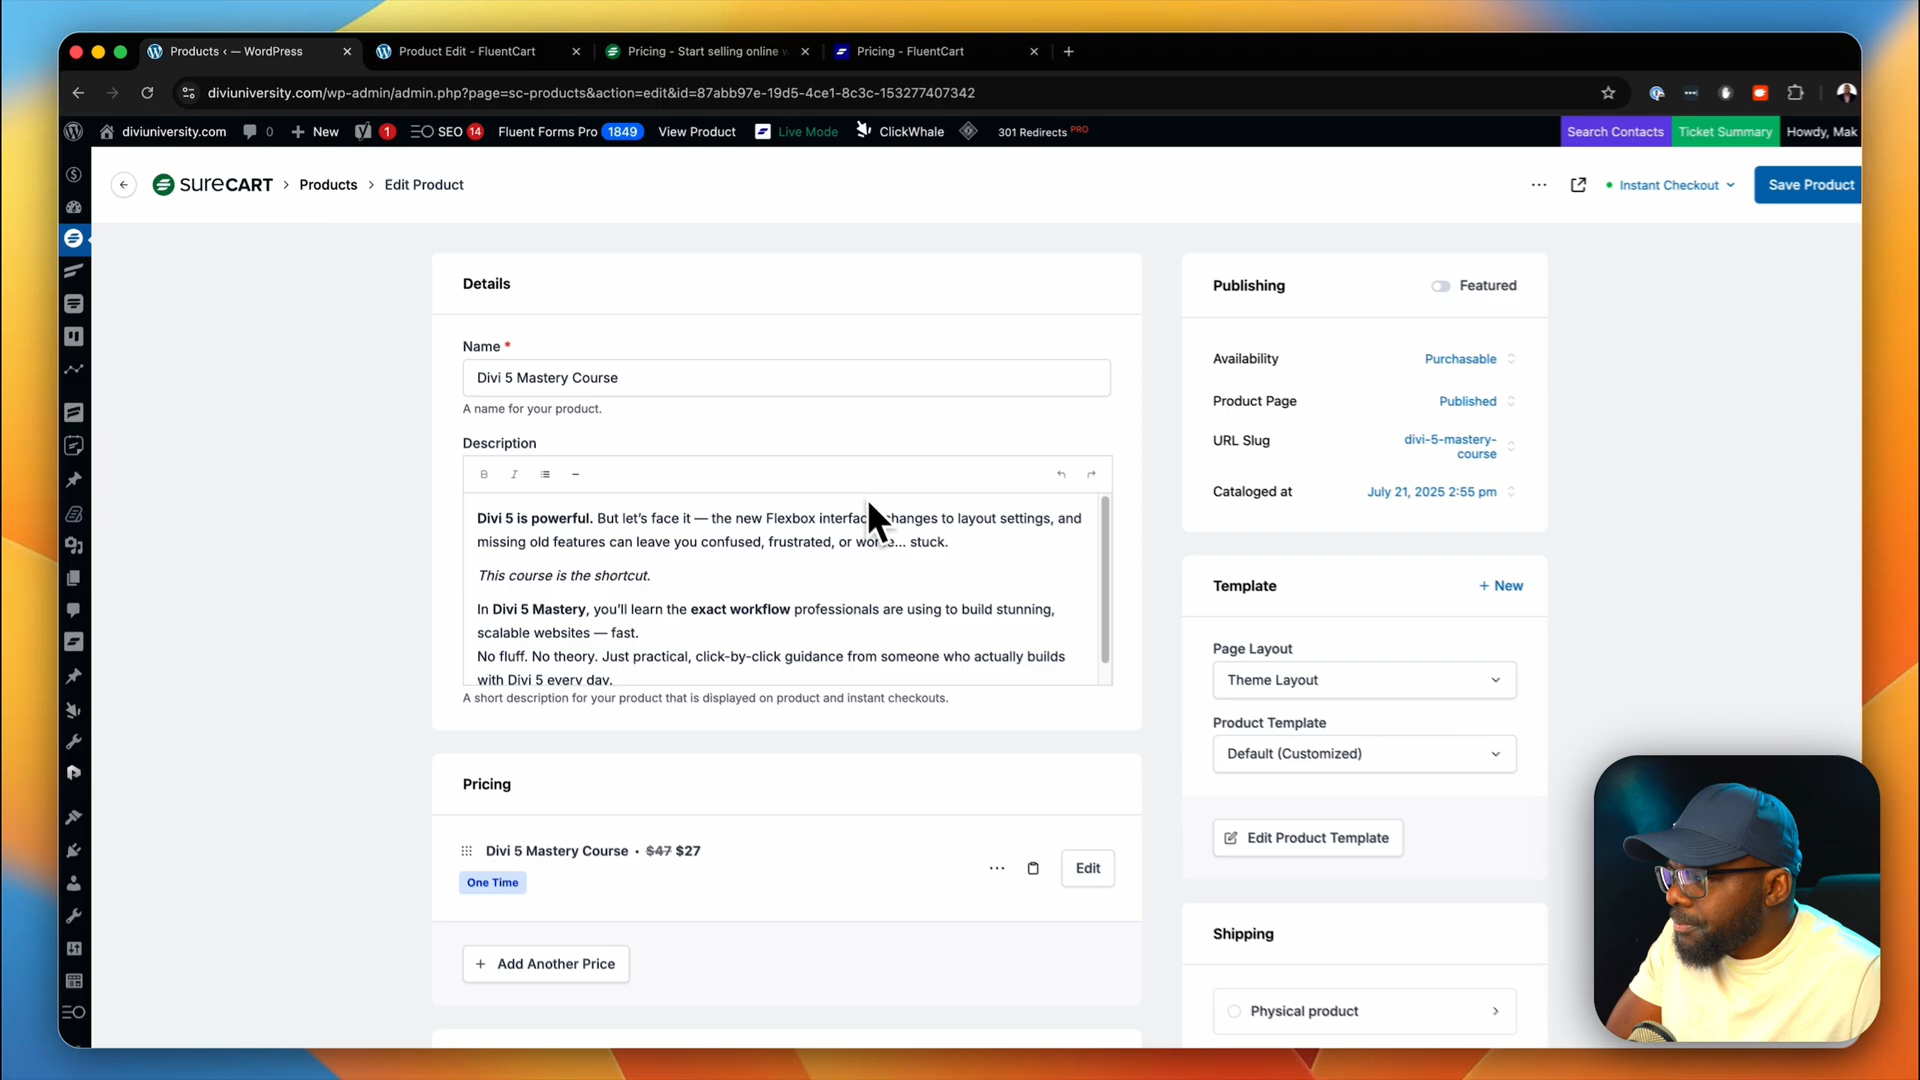 Products ‹ — WordPress
Product Edit - FluentCart
Pricing - Start selling online
Pricing - FluentCart
diviuniversity.com/wp-admin/admin.php?page=sc-products&action=edit&id=87abb97e-19d5-4ce1-8c3c-153277407342
diviuniversity.com
0
New
1
SEO 14
Fluent Forms Pro 1849
View Product
Live Mode
ClickWhale
301 Redirects PRO
Search Contacts
Ticket Summary
Howdy, Mak
SURECART
Products
Edit Product
Instant Checkout
Save Product
Details
Name *
Divi 5 Mastery Course
A name for your product.
Description
Divi 5 is powerful. But let's face it — the new Flexbox interfac changes to layout settings, and
missing old features can leave you confused, frustrated, or wor e... stuck.
This course is the shortcut.
In Divi 5 Mastery, you'll learn the exact workflow professionals are using to build stunning,
scalable websites — fast.
No fluff. No theory. Just practical, click-by-click guidance from someone who actually builds
with Divi 5 every day.
A short description for your product that is displayed on product and instant checkouts.
Pricing
Divi 5 Mastery Course • $47 $27
One Time
Edit
+ Add Another Price
Publishing
Featured
Availability
Purchasable
Product Page
Published
URL Slug
divi-5-mastery-
course
Cataloged at
July 21, 2025 2:55 pm
Template
+ New
Page Layout
Theme Layout
Product Template
Default (Customized)
Edit Product Template
Shipping
Physical product